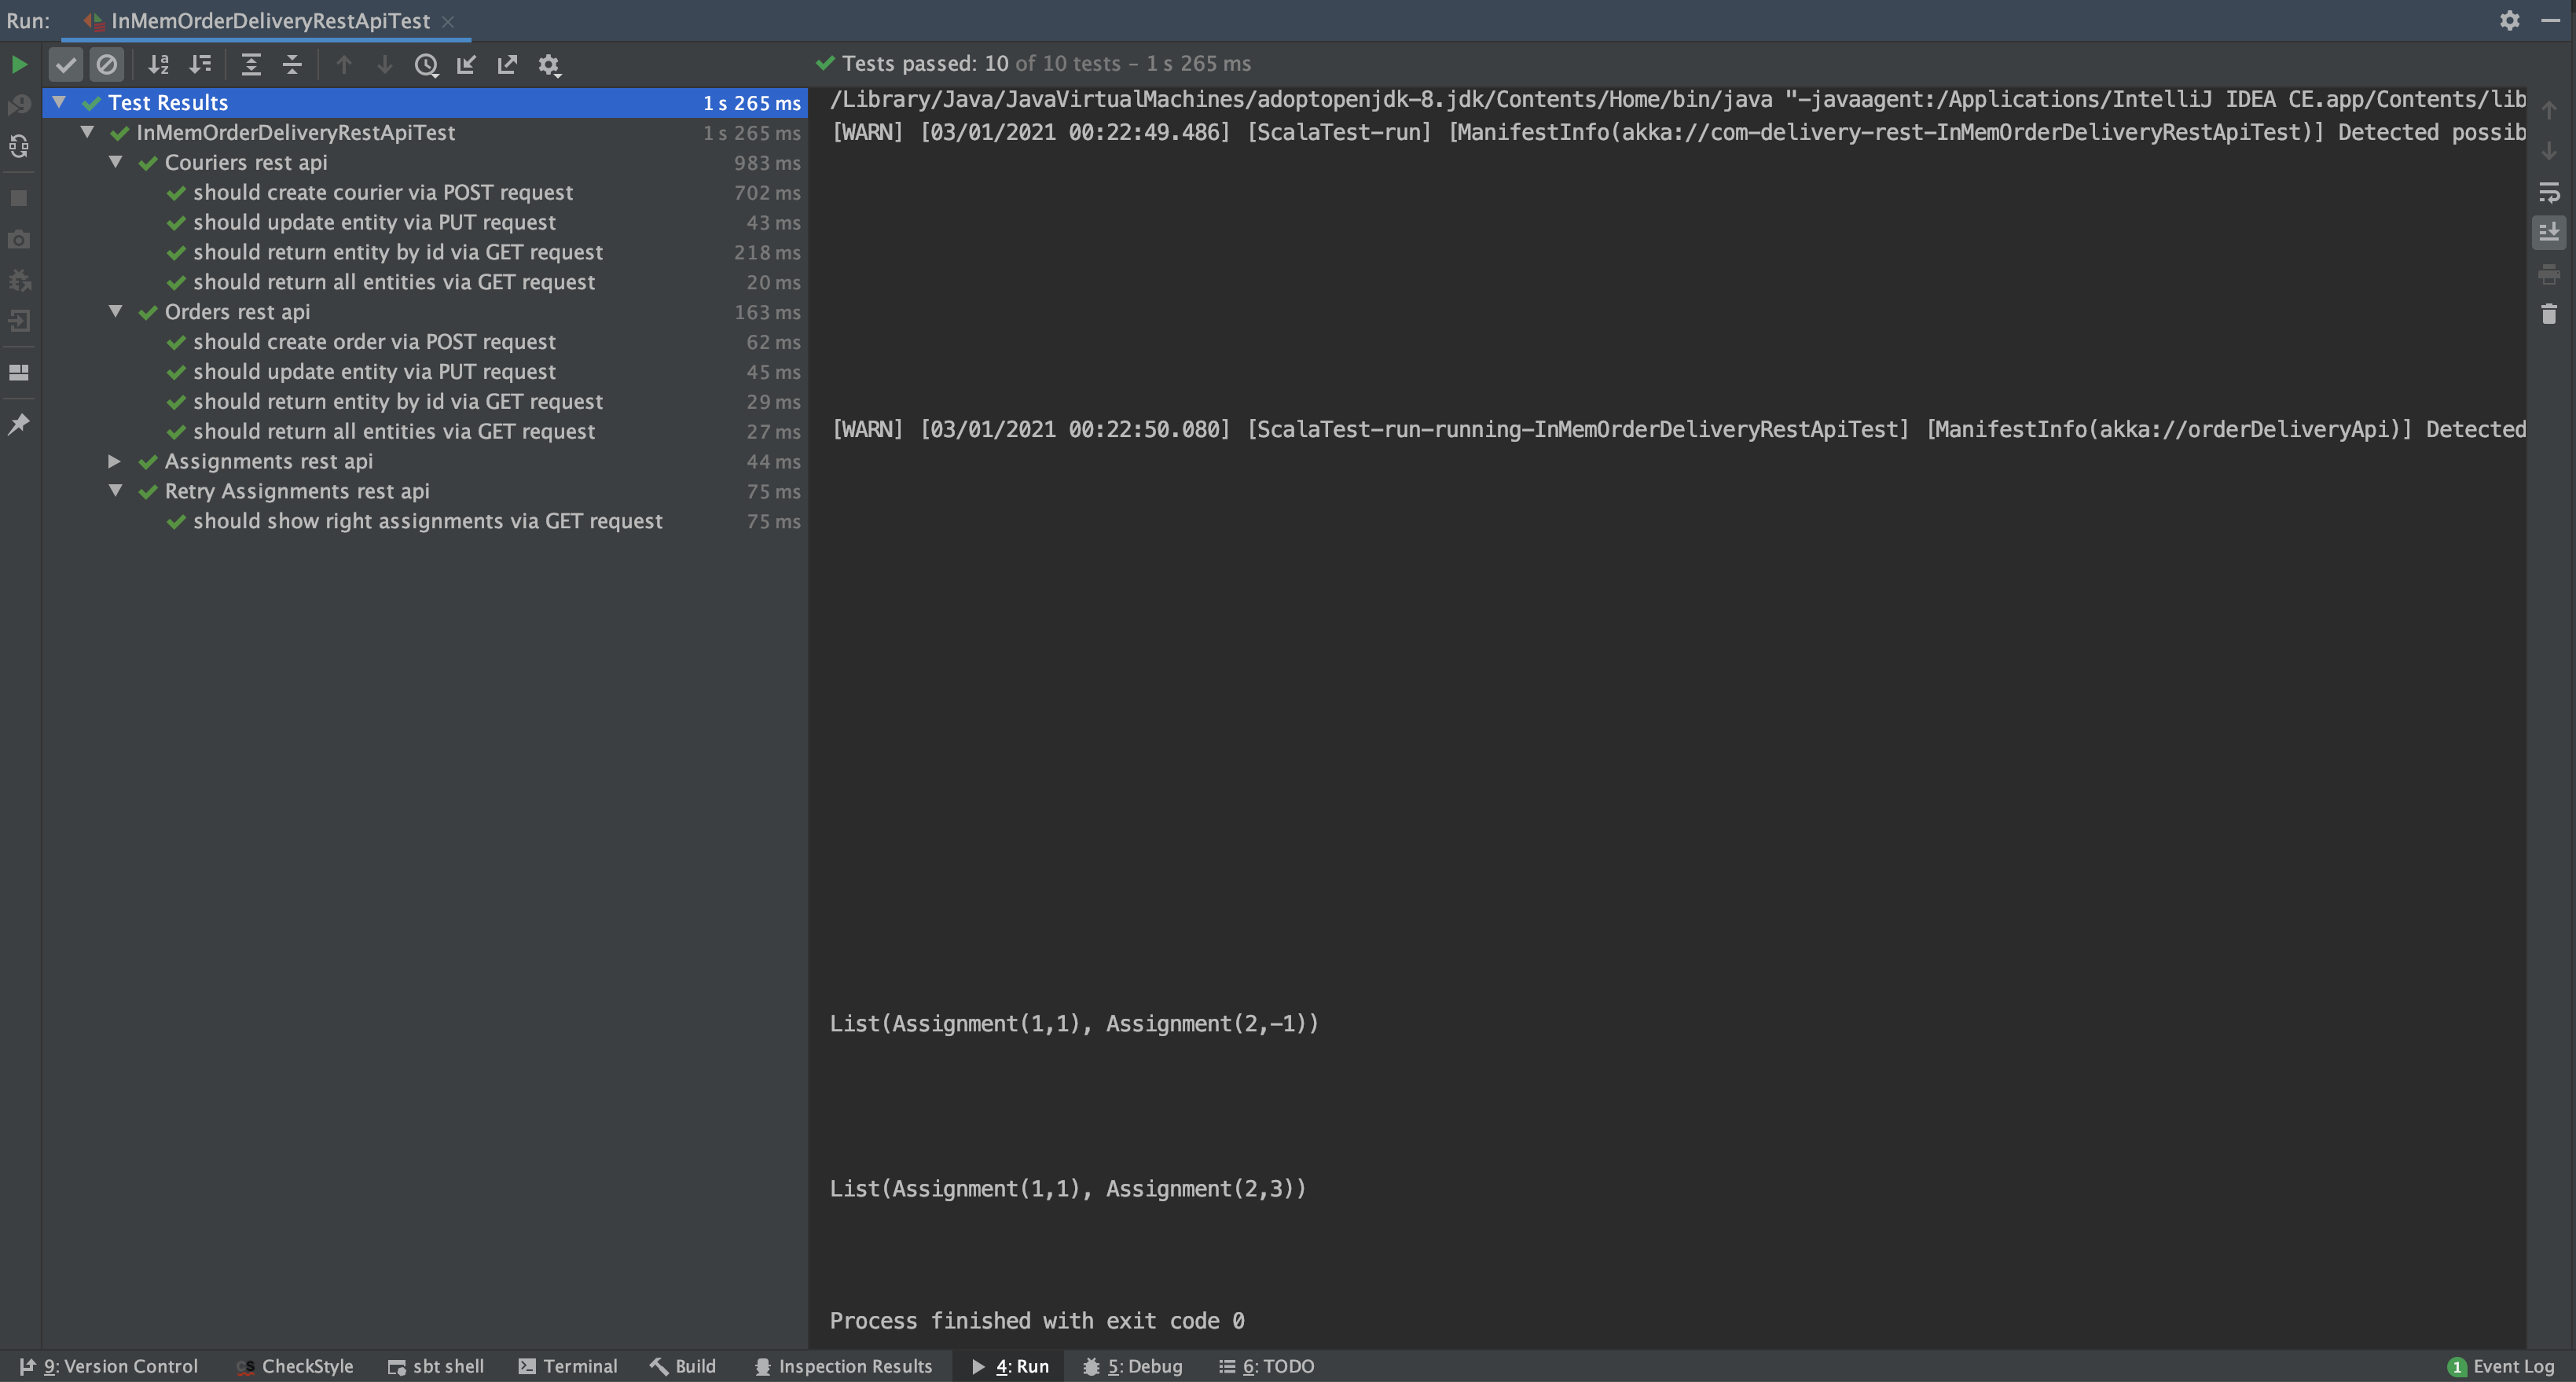 Run: InMemOrderDeliveryRestApiTest
Tests passed: 10 of 10 tests – 1 s 265 ms
Test Results 1 s 265 ms
InMemOrderDeliveryRestApiTest 1 s 265 ms
Couriers rest api 983 ms
should create courier via POST request 702 ms
should update entity via PUT request 43 ms
should return entity by id via GET request 218 ms
should return all entities via GET request 20 ms
Orders rest api 163 ms
should create order via POST request 62 ms
should update entity via PUT request 45 ms
should return entity by id via GET request 29 ms
should return all entities via GET request 27 ms
Assignments rest api 44 ms
Retry Assignments rest api 75 ms
should show right assignments via GET request 75 ms
/Library/Java/JavaVirtualMachines/adoptopenjdk-8.jdk/Contents/Home/bin/java "-javaagent:/Applications/IntelliJ IDEA CE.app/Contents/lib
[WARN] [03/01/2021 00:22:49.486] [ScalaTest-run] [ManifestInfo(akka://com-delivery-rest-InMemOrderDeliveryRestApiTest)] Detected possib
[WARN] [03/01/2021 00:22:50.080] [ScalaTest-run-running-InMemOrderDeliveryRestApiTest] [ManifestInfo(akka://orderDeliveryApi)] Detected
List(Assignment(1,1), Assignment(2,-1))
List(Assignment(1,1), Assignment(2,3))
Process finished with exit code 0
9: Version Control CS CheckStyle sbt shell Terminal Build Inspection Results 4: Run 5: Debug 6: TODO 1 Event Log